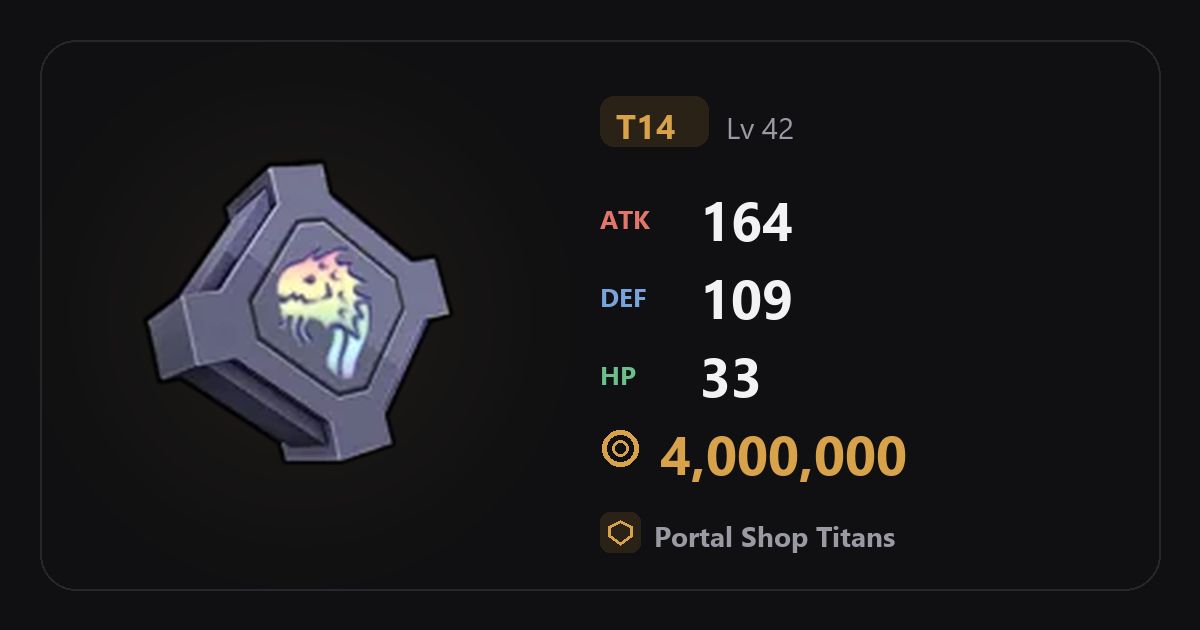 T14 Lv 42
ATK 164
DEF 109
HP 33
4,000,000
Portal Shop Titans